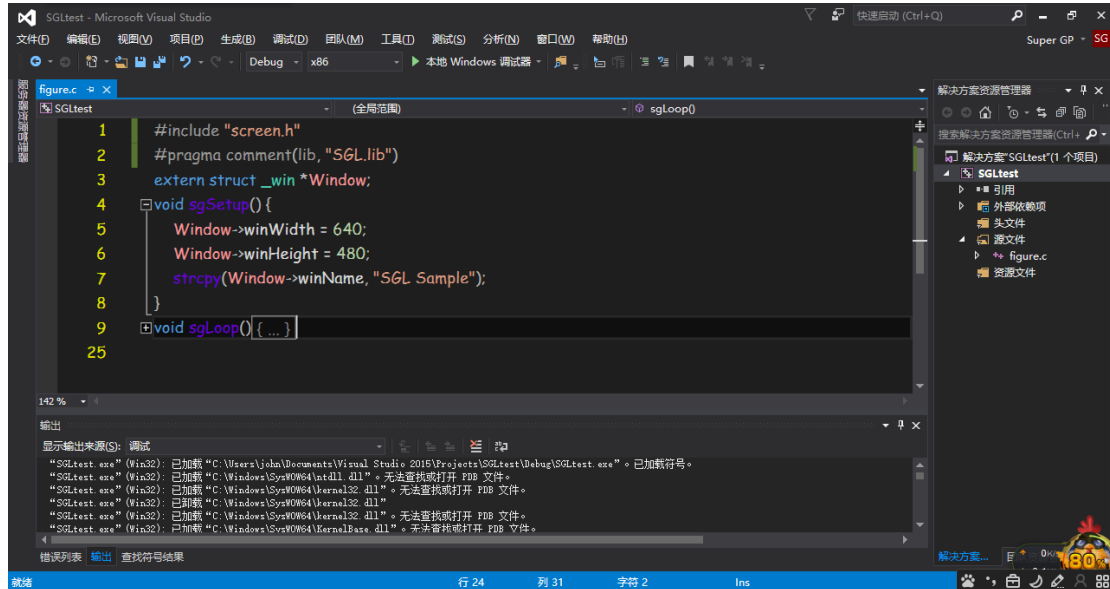 SGLtest - Microsoft Visual Studio
快速启动 (Ctrl+Q)
文件(F) 编辑(E) 视图(V) 项目(P) 生成(B) 调试(D) 团队(M) 工具(T) 测试(S) 分析(N) 窗口(W) 帮助(H)
Super GP SG
Debug x86 本地 Windows 调试器
服务器资源管理器
figure.c
SGLtest (全局范围) sgLoop()
1 #include "screen.h"
2 #pragma comment(lib, "SGL.lib")
3 extern struct _win *Window;
4 void sgSetup() {
5 Window->winWidth = 640;
6 Window->winHeight = 480;
7 strcpy(Window->winName, "SGL Sample");
8 }
9 void sgLoop() { ... }
25
142 %
解决方案资源管理器
搜索解决方案资源管理器(Ctrl+
解决方案"SGLtest"(1 个项目)
SGLtest
引用
外部依赖项
头文件
源文件
figure.c
资源文件
输出
显示输出来源(S): 调试
“SGLtest.exe”(Win32): 已加载“C:\Users\john\Documents\Visual Studio 2015\Projects\SGLtest\Debug\SGLtest.exe”。已加载符号。
“SGLtest.exe”(Win32): 已加载“C:\Windows\SysWOW64\ntdll.dll”。无法查找或打开 PDB 文件。
“SGLtest.exe”(Win32): 已加载“C:\Windows\SysWOW64\kernel32.dll”。无法查找或打开 PDB 文件。
“SGLtest.exe”(Win32): 已卸载“C:\Windows\SysWOW64\kernel32.dll”
“SGLtest.exe”(Win32): 已加载“C:\Windows\SysWOW64\kernel32.dll”。无法查找或打开 PDB 文件。
“SGLtest.exe”(Win32): 已加载“C:\Windows\SysWOW64\KernelBase.dll”。无法查找或打开 PDB 文件。
错误列表 输出 查找符号结果
解决方案...
80%
就绪 行 24 列 31 字符 2 Ins